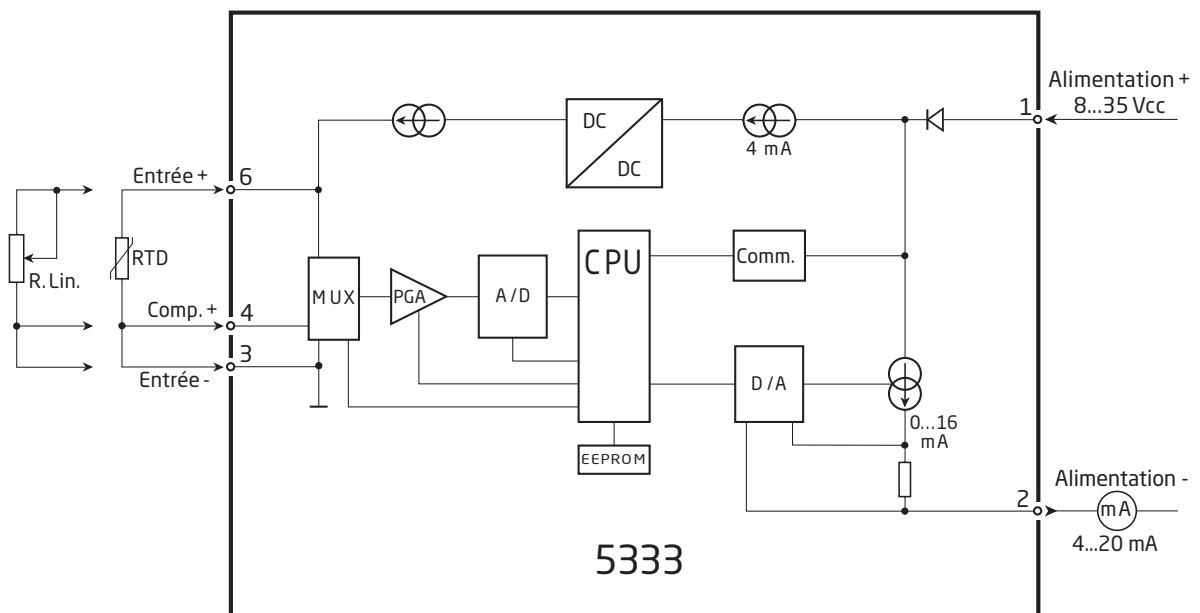 Alimentation +
8...35 Vcc
1
DC
DC
4 mA
Entrée +
6
RTD
R. Lin.
CPU
Comm.
MUX
PGA
A/D
Comp. +
4
3
Entrée -
D/A
0...16
mA
EEPROM
Alimentation -
2
mA
4...20 mA
5333